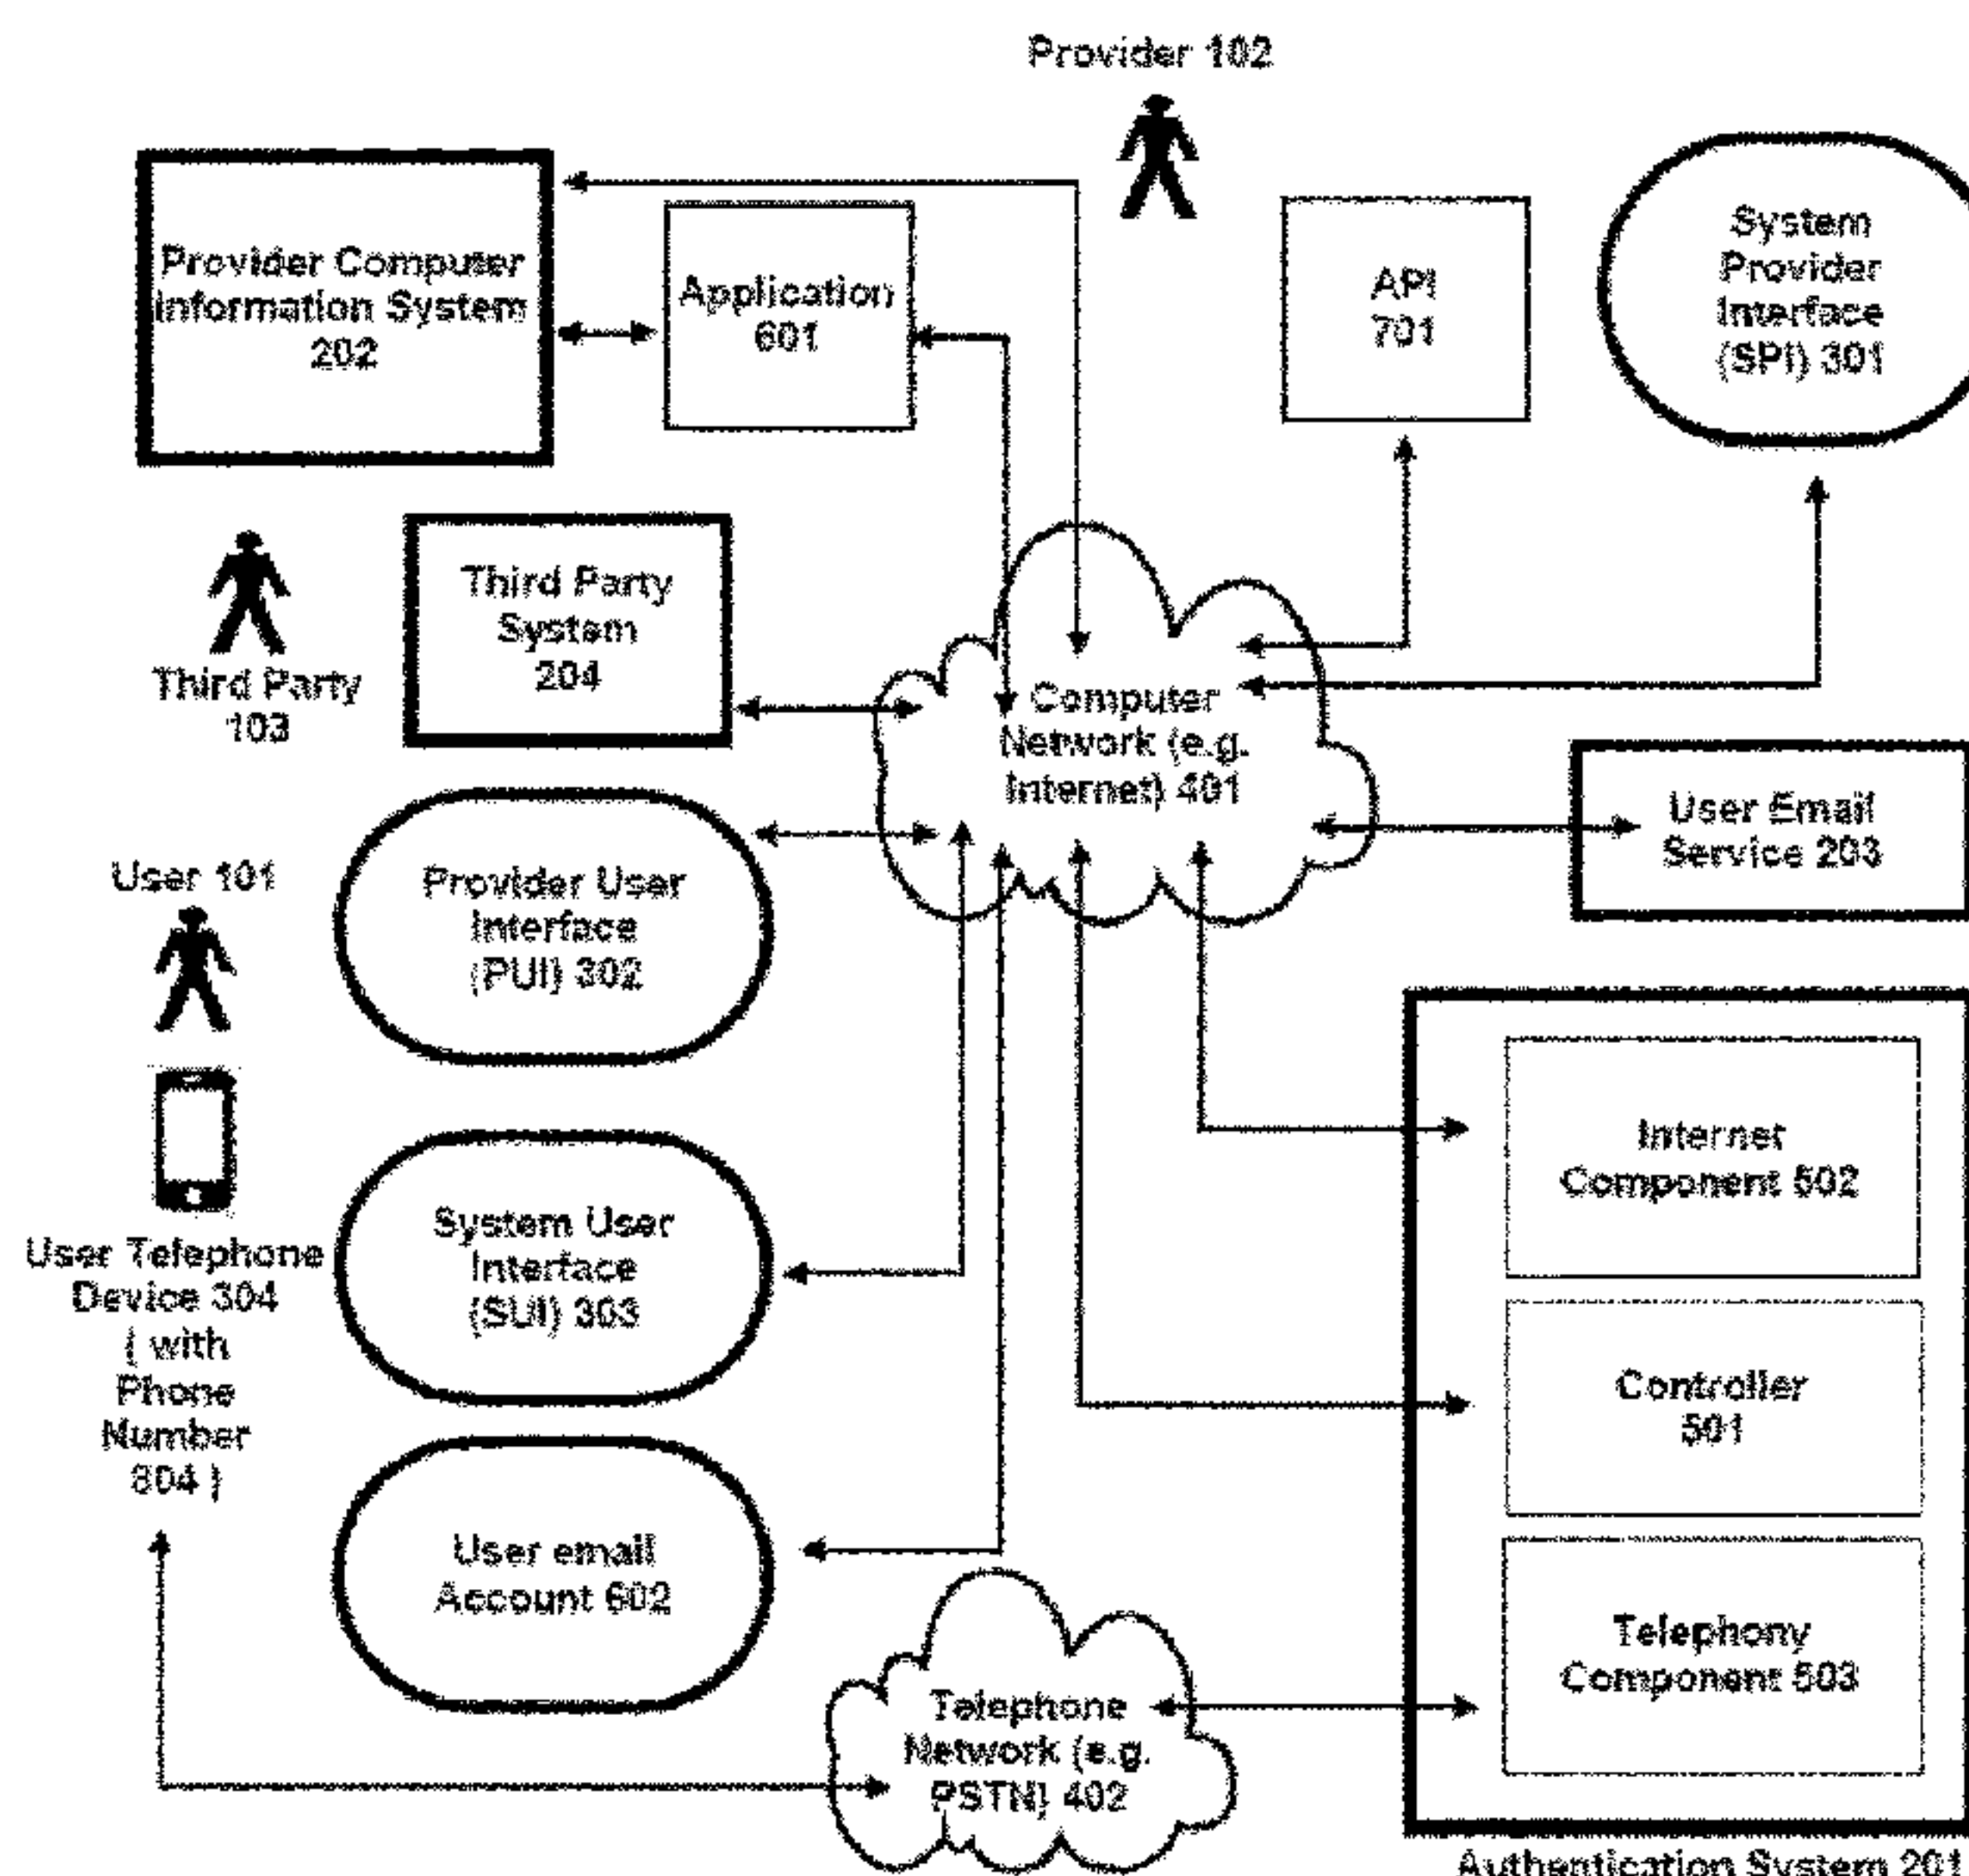 Provider 102
Provider Computer
Information System
202
Application
601
API
701
System
Provider
Interface
(SPI) 301
Third Party
System
204
Third Party
103
Computer
Network (e.g.
Internet) 401
User Email
Service 203
User 101
Provider User
Interface
(PUI) 302
Internet
Component 502
System User
Interface
(SUI) 303
User Telephone
Device 304
( with
Phone
Number
804 )
Controller
501
User email
Account 602
Telephony
Component 503
Telephone
Network (e.g.
PSTN) 402
Authentication System 201